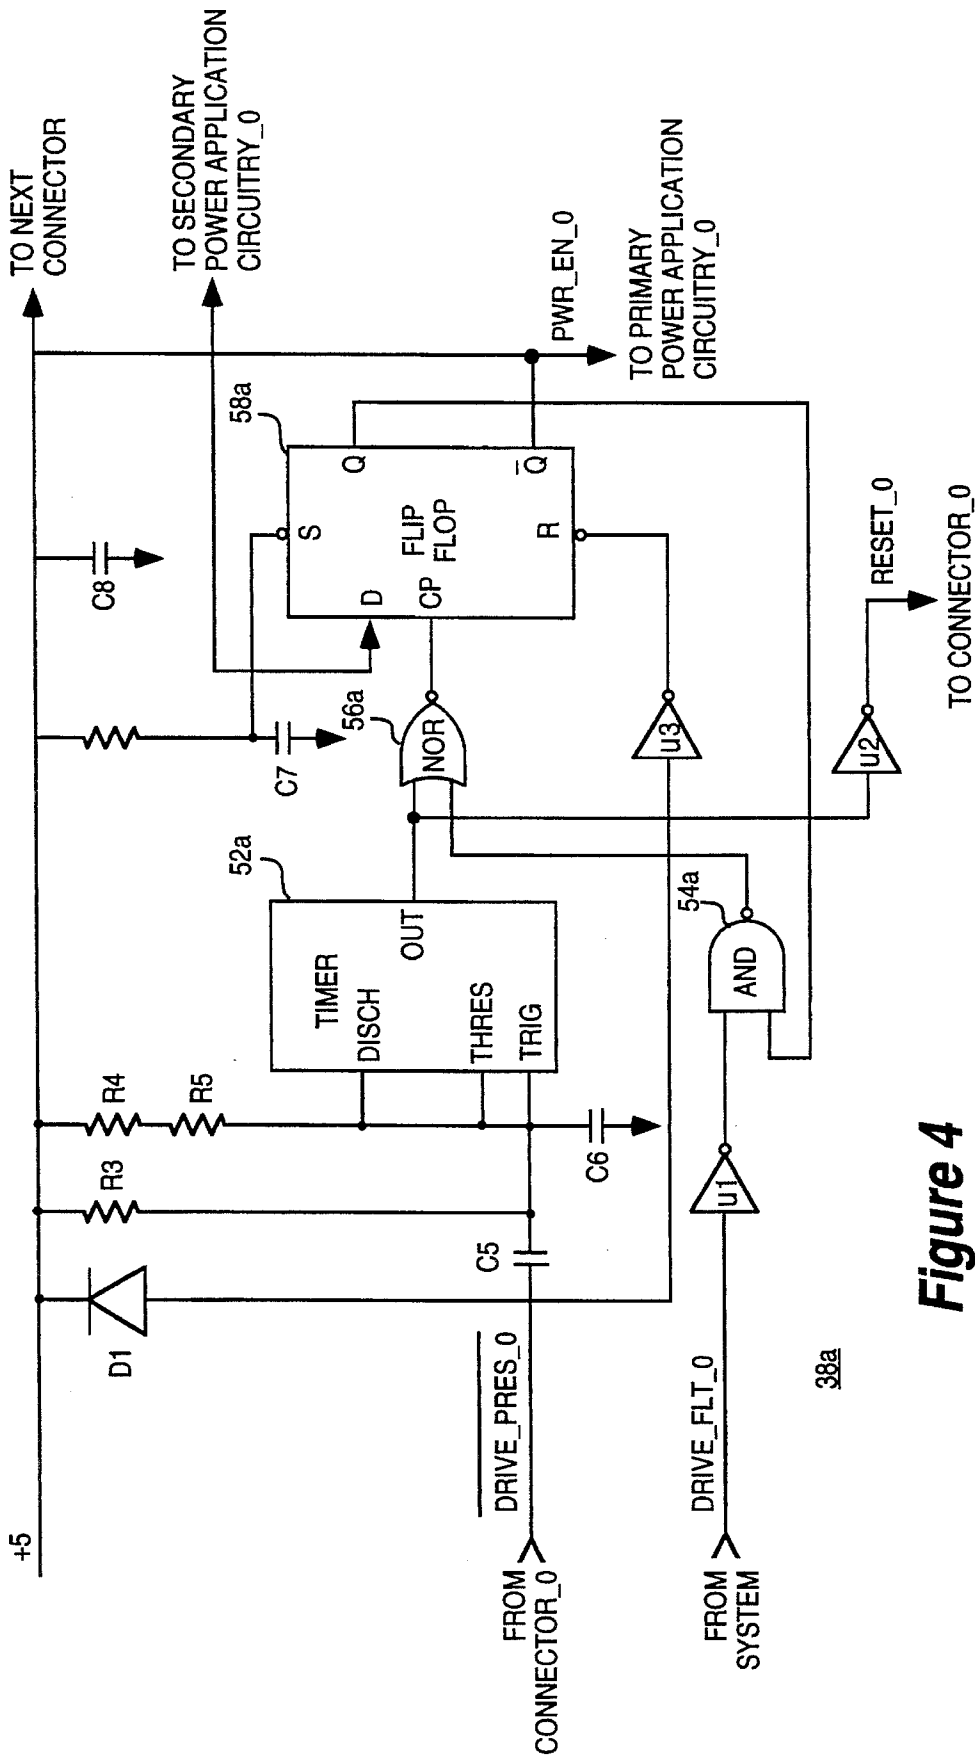 +5
TO NEXT
CONNECTOR
D1
R3
R4
R5
C7
C8
TO SECONDARY
POWER APPLICATION
CIRCUITRY_0
52a
TIMER
DISCH
THRES
TRIG
OUT
C5
C6
56a
NOR
58a
S
D
CP
FLIP
FLOP
Q
Q̅
R
PWR_EN_0
TO PRIMARY
POWER APPLICATION
CIRCUITRY_0
FROM
CONNECTOR_0
DRIVE_PRES_0
u3
FROM
SYSTEM
DRIVE_FLT_0
u1
54a
AND
u2
RESET_0
TO CONNECTOR_0
38a
Figure 4